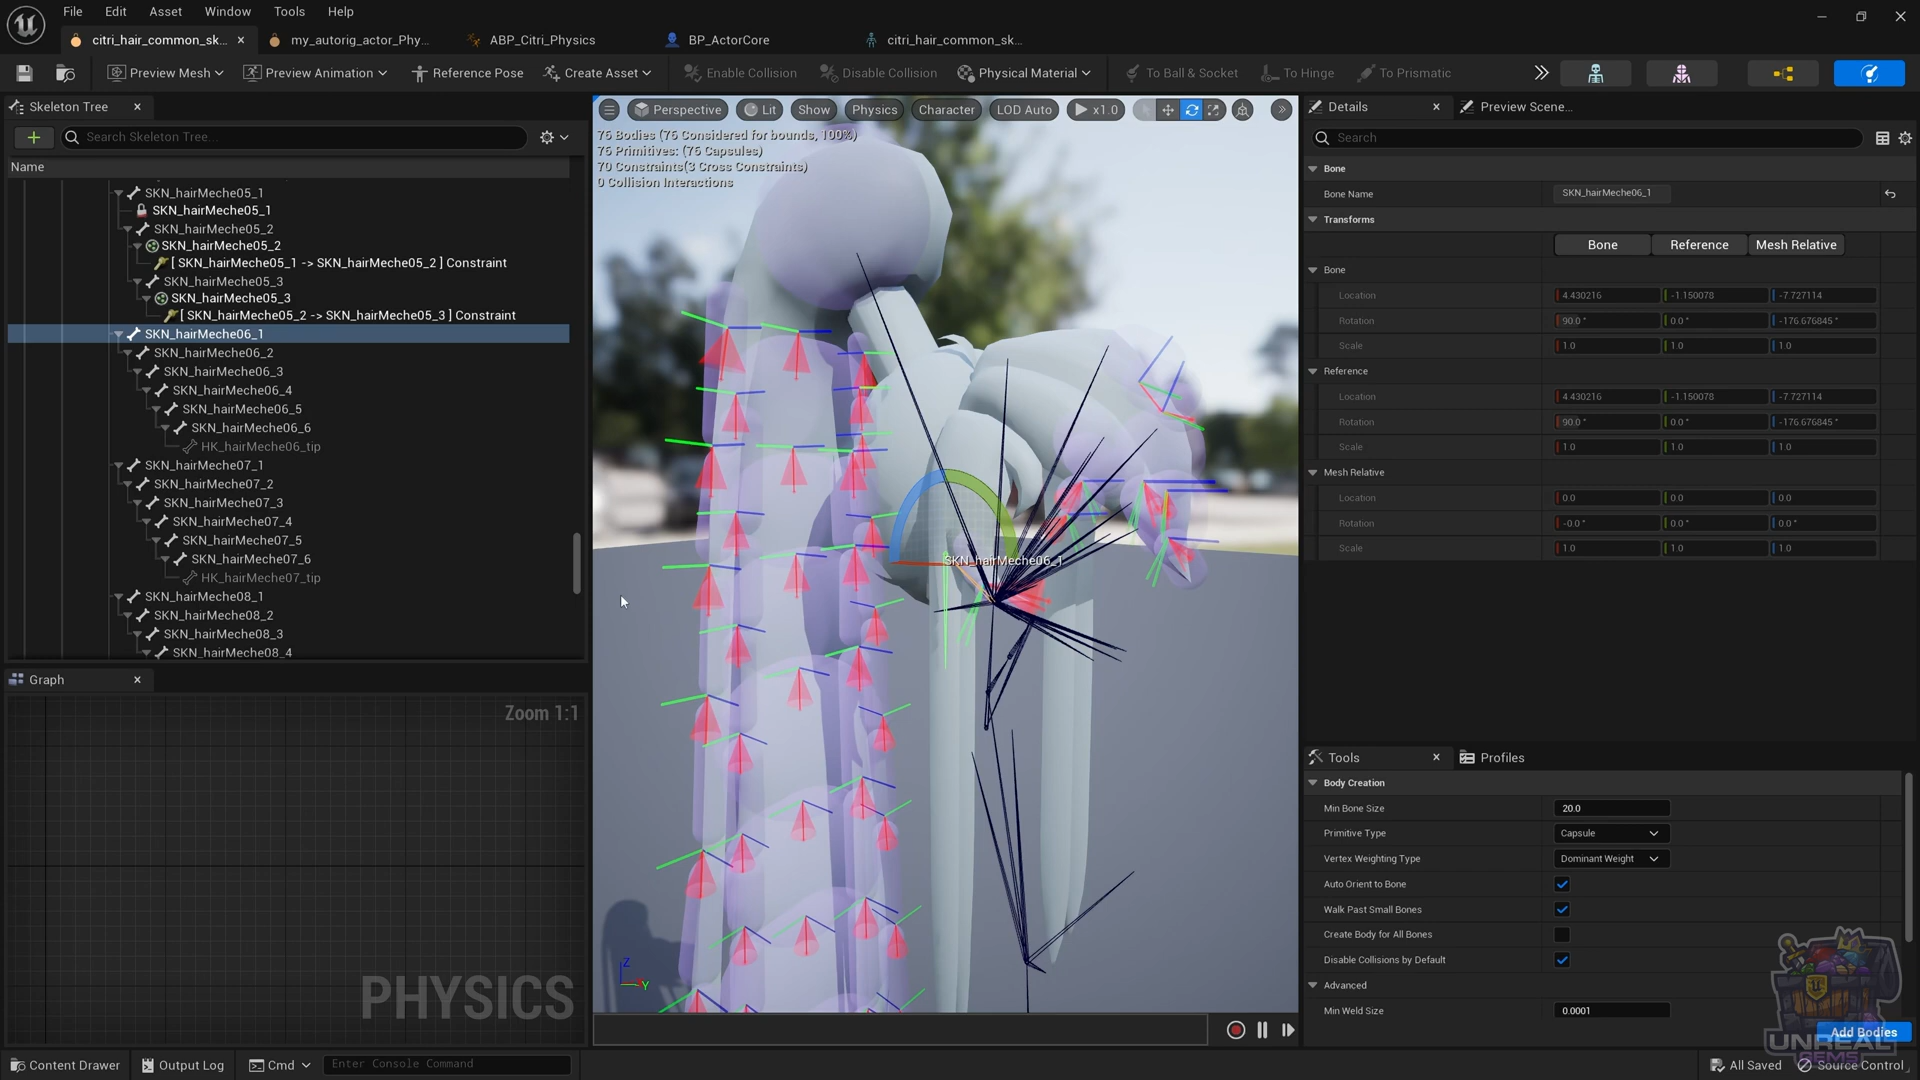 File Edit Asset Window Tools Help
citri_hair_common_sk... my_autorig_actor_Phy... ABP_Citri_Physics BP_ActorCore citri_hair_common_sk...
Preview Mesh Preview Animation Reference Pose Create Asset Enable Collision Disable Collision Physical Material To Ball & Socket To Hinge To Prismatic
Skeleton Tree
Search Skeleton Tree...
Name
SKN_hairMeche05_1
SKN_hairMeche05_1
SKN_hairMeche05_2
SKN_hairMeche05_2
[ SKN_hairMeche05_1 -> SKN_hairMeche05_2 ] Constraint
SKN_hairMeche05_3
SKN_hairMeche05_3
[ SKN_hairMeche05_2 -> SKN_hairMeche05_3 ] Constraint
SKN_hairMeche06_1
SKN_hairMeche06_2
SKN_hairMeche06_3
SKN_hairMeche06_4
SKN_hairMeche06_5
SKN_hairMeche06_6
HK_hairMeche06_tip
SKN_hairMeche07_1
SKN_hairMeche07_2
SKN_hairMeche07_3
SKN_hairMeche07_4
SKN_hairMeche07_5
SKN_hairMeche07_6
HK_hairMeche07_tip
SKN_hairMeche08_1
SKN_hairMeche08_2
SKN_hairMeche08_3
SKN_hairMeche08_4
Graph
Zoom 1:1
PHYSICS
Perspective Lit Show Physics Character LOD Auto x1.0
76 Bodies (76 Considered for bounds, 100%)
76 Primitives: (76 Capsules)
70 Constraints(3 Cross Constraints)
0 Collision Interactions
SKN_hairMeche06_1
Z
Y
Details Preview Scene...
Search
Bone
Bone Name SKN_hairMeche06_1
Transforms
Bone Reference Mesh Relative
Bone
Location 4.430216 -1.150078 -7.727114
Rotation 90.0 ° 0.0 ° -176.676845 °
Scale 1.0 1.0 1.0
Reference
Location 4.430216 -1.150078 -7.727114
Rotation 90.0 ° 0.0 ° -176.676845 °
Scale 1.0 1.0 1.0
Mesh Relative
Location 0.0 0.0 0.0
Rotation -0.0 ° 0.0 ° 0.0 °
Scale 1.0 1.0 1.0
Tools Profiles
Body Creation
Min Bone Size 20.0
Primitive Type Capsule
Vertex Weighting Type Dominant Weight
Auto Orient to Bone
Walk Past Small Bones
Create Body for All Bones
Disable Collisions by Default
Advanced
Min Weld Size 0.0001
Add Bodies
UNREAL
GEMS
Content Drawer Output Log Cmd Enter Console Command All Saved Source Control